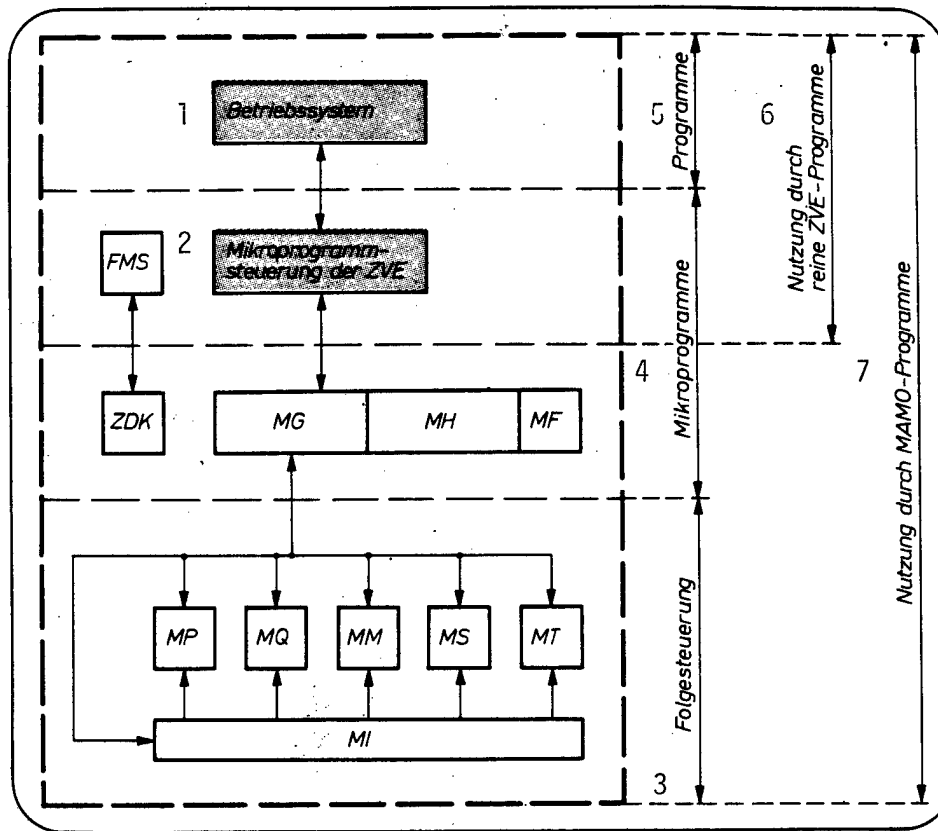 1
Betriebssystem
5
Programme
6
Nutzung durch
reine ZVE-Programme
2
FMS
Mikroprogramm-
steuerung der ZVE
4
Mikroprogramme
7
Nutzung durch MAMO-Programme
ZDK
MG
MH
MF
MP
MQ
MM
MS
MT
Folgesteuerung
MI
3